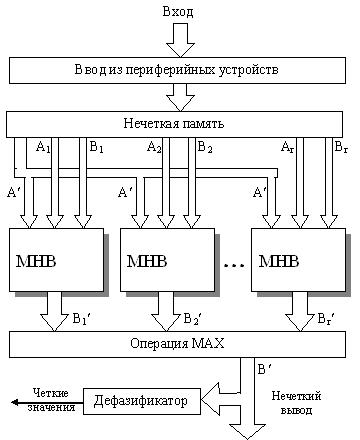 Вход
Ввод из периферийных устройств
Нечеткая память
A1 B1 A2 B2 Ar Br
A′ A′ A′
МНВ МНВ ... МНВ
B1′ B2′ Br′
Операция MAX
B′
Четкие
значения
Дефазификатор
Нечеткий
вывод